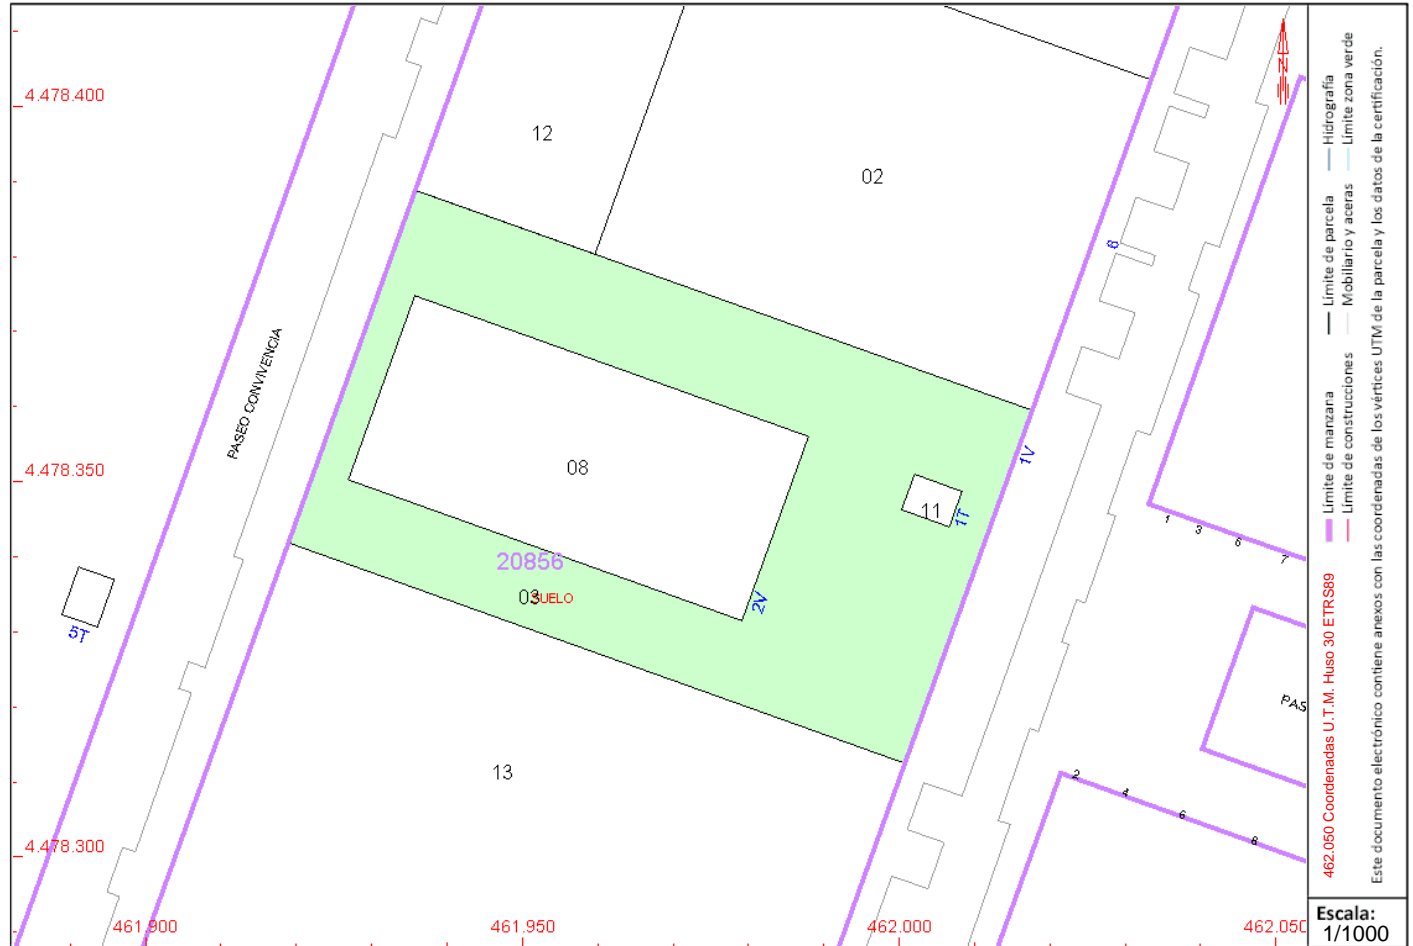 4.478.400
4.478.350
4.478.300
461.900
461.950
462.000
462.050
12
02
08
11
20856
03
SUELO
13
PASEO CONVIVENCIA
5T
6
1V
1T
2V
1
3
6
7
PAS
2
4
6
8
N
462.050 Coordenadas U.T.M. Huso 30 ETRS89
Límite de manzana
Límite de parcela
Hidrografía
Límite de construcciones
Mobiliario y aceras
Límite zona verde
Este documento electrónico contiene anexos con las coordenadas de los vértices UTM de la parcela y los datos de la certificación.
Escala:
1/1000